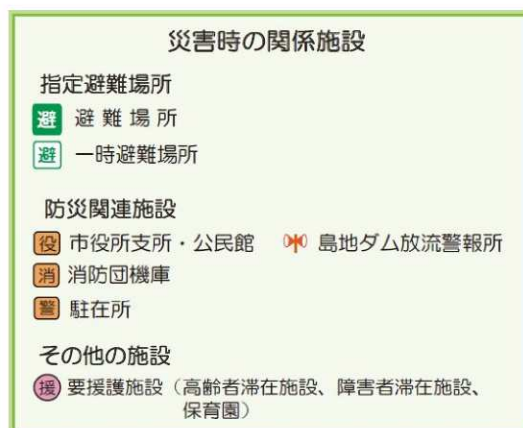 災害時の関係施設
指定避難場所
避 避難場所
避 一時避難場所
防災関連施設
役 市役所支所・公民館 島地ダム放流警報所
消 消防団機庫
警 駐在所
その他の施設
援 要援護施設（高齢者滞在施設、障害者滞在施設、
保育園）